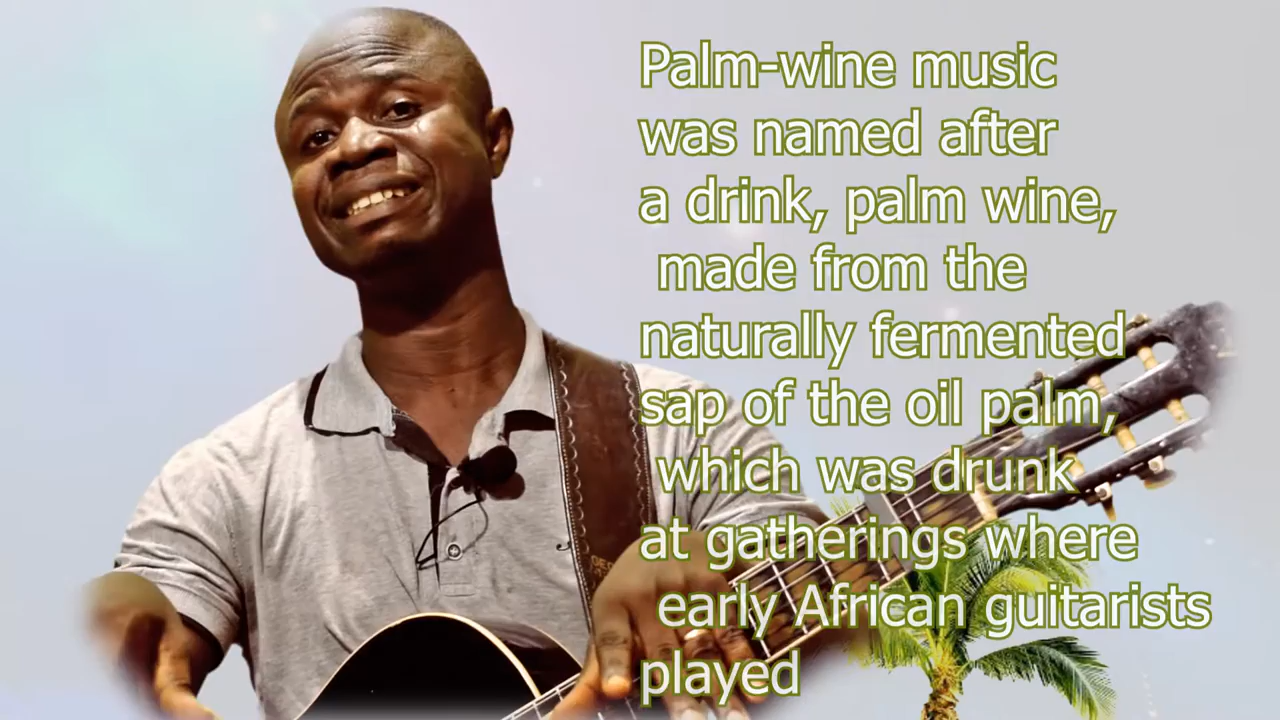 Palm-wine music
was named after
a drink, palm wine,
made from the
naturally fermented
sap of the oil palm,
which was drunk
at gatherings where
early African guitarists
played